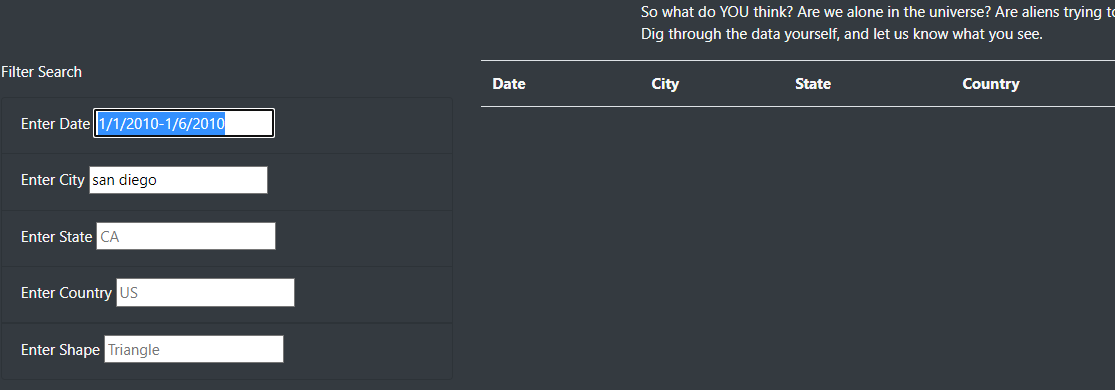 So what do YOU think? Are we alone in the universe? Are aliens trying
Dig through the data yourself, and let us know what you see.
Filter Search
Date City State Country
Enter Date 1/1/2010-1/6/2010
Enter City san diego
Enter State CA
Enter Country US
Enter Shape Triangle